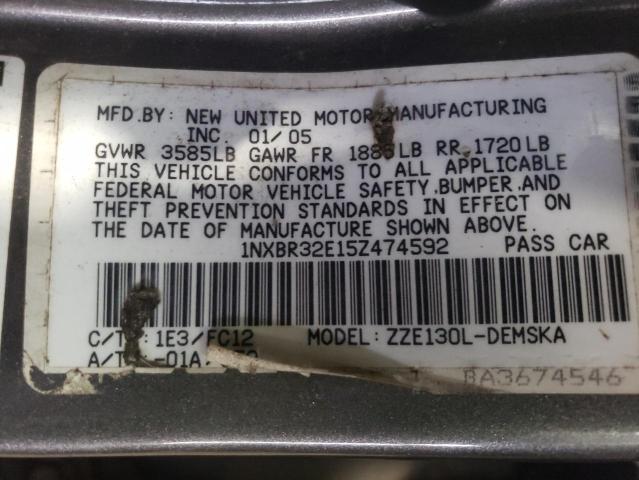 MFD.BY: NEW UNITED MOTOR MANUFACTURING
INC. 01/05
GVWR 3585LB GAWR FR 1885LB RR 1720LB
THIS VEHICLE CONFORMS TO ALL APPLICABLE
FEDERAL MOTOR VEHICLE SAFETY,BUMPER,AND
THEFT PREVENTION STANDARDS IN EFFECT ON
THE DATE OF MANUFACTURE SHOWN ABOVE.
1NXBR32E15Z474592 PASS CAR
C/TR: 1E3/FC12 MODEL: ZZE130L-DEMSKA
BA3674546